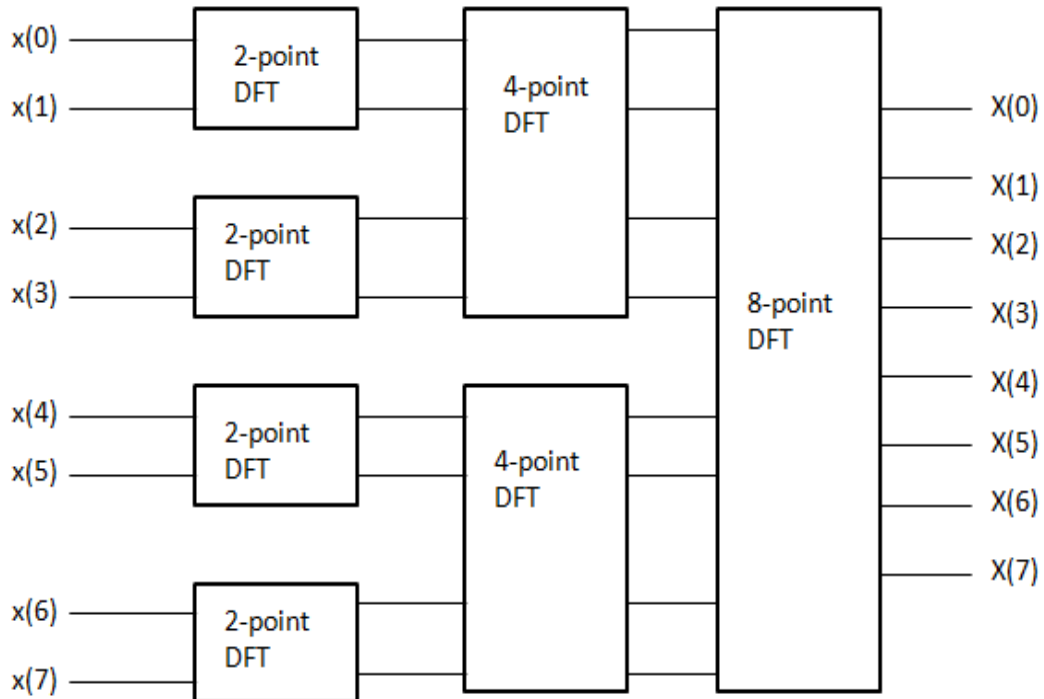 x(0)
x(1)
x(2)
x(3)
x(4)
x(5)
x(6)
x(7)
2-point
DFT
2-point
DFT
2-point
DFT
2-point
DFT
4-point
DFT
4-point
DFT
8-point
DFT
X(0)
X(1)
X(2)
X(3)
X(4)
X(5)
X(6)
X(7)